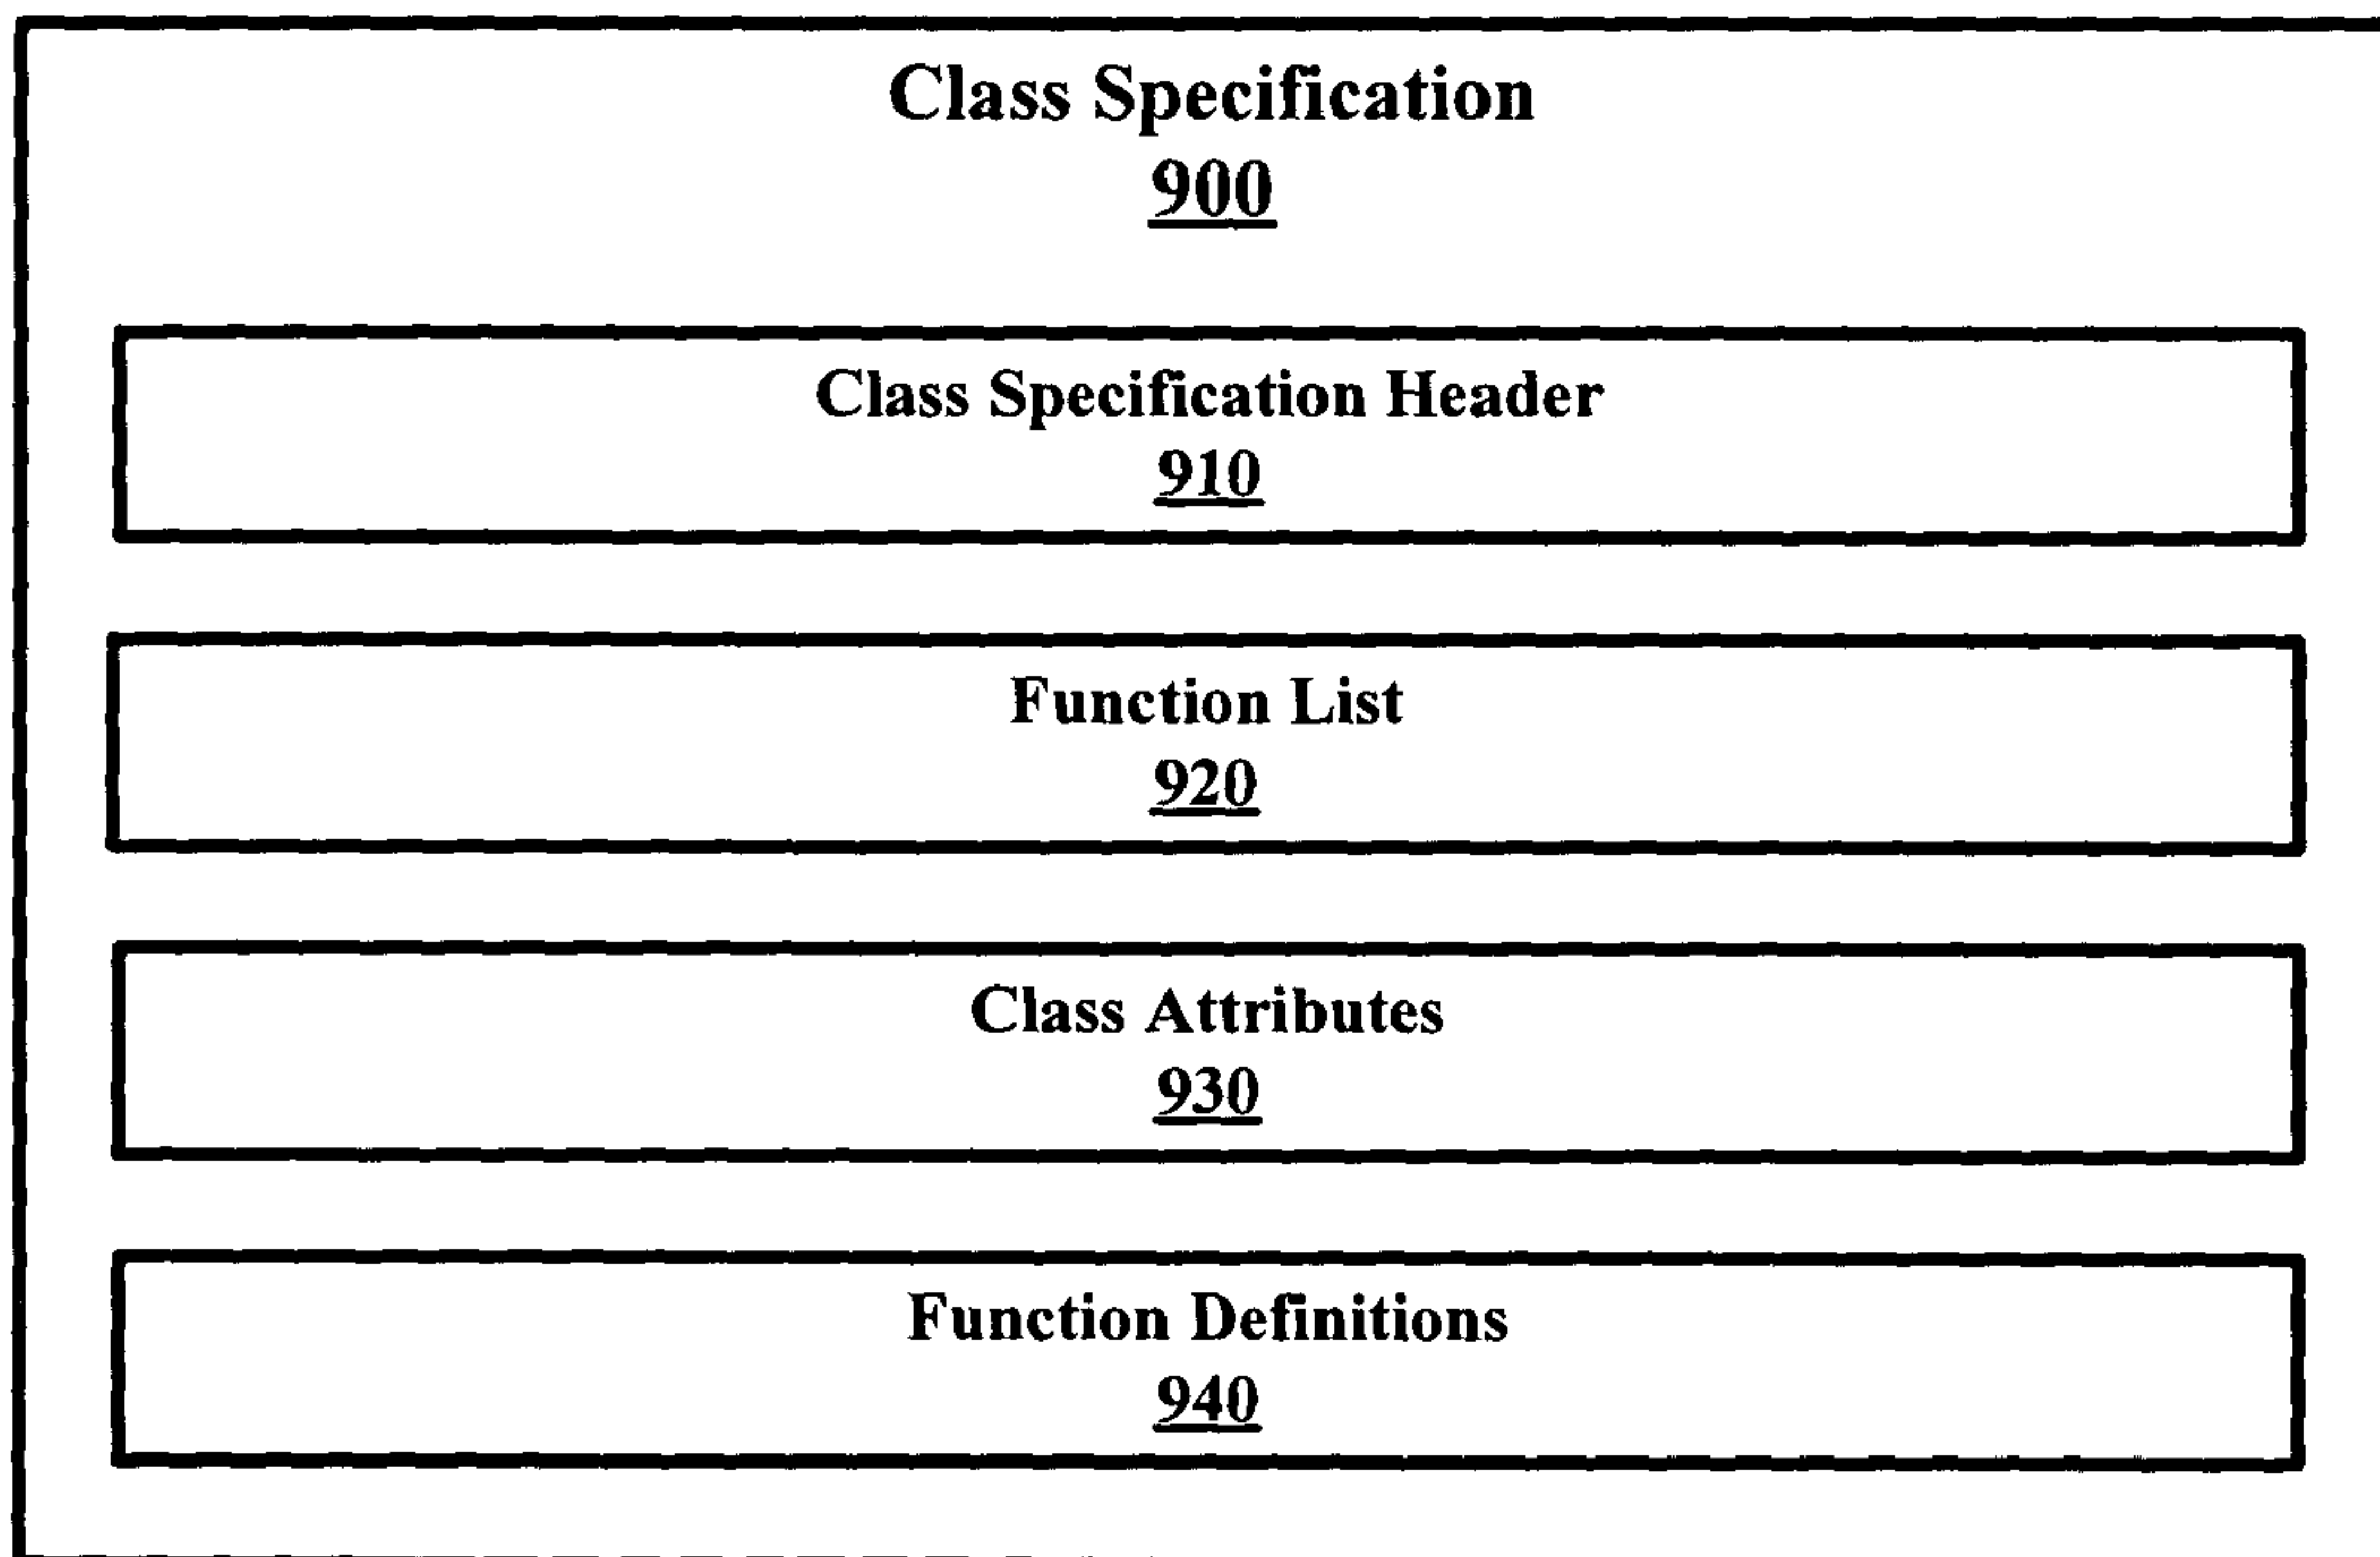 Class Specification
900
Class Specification Header
910
Function List
920
Class Attributes
930
Function Definitions
940